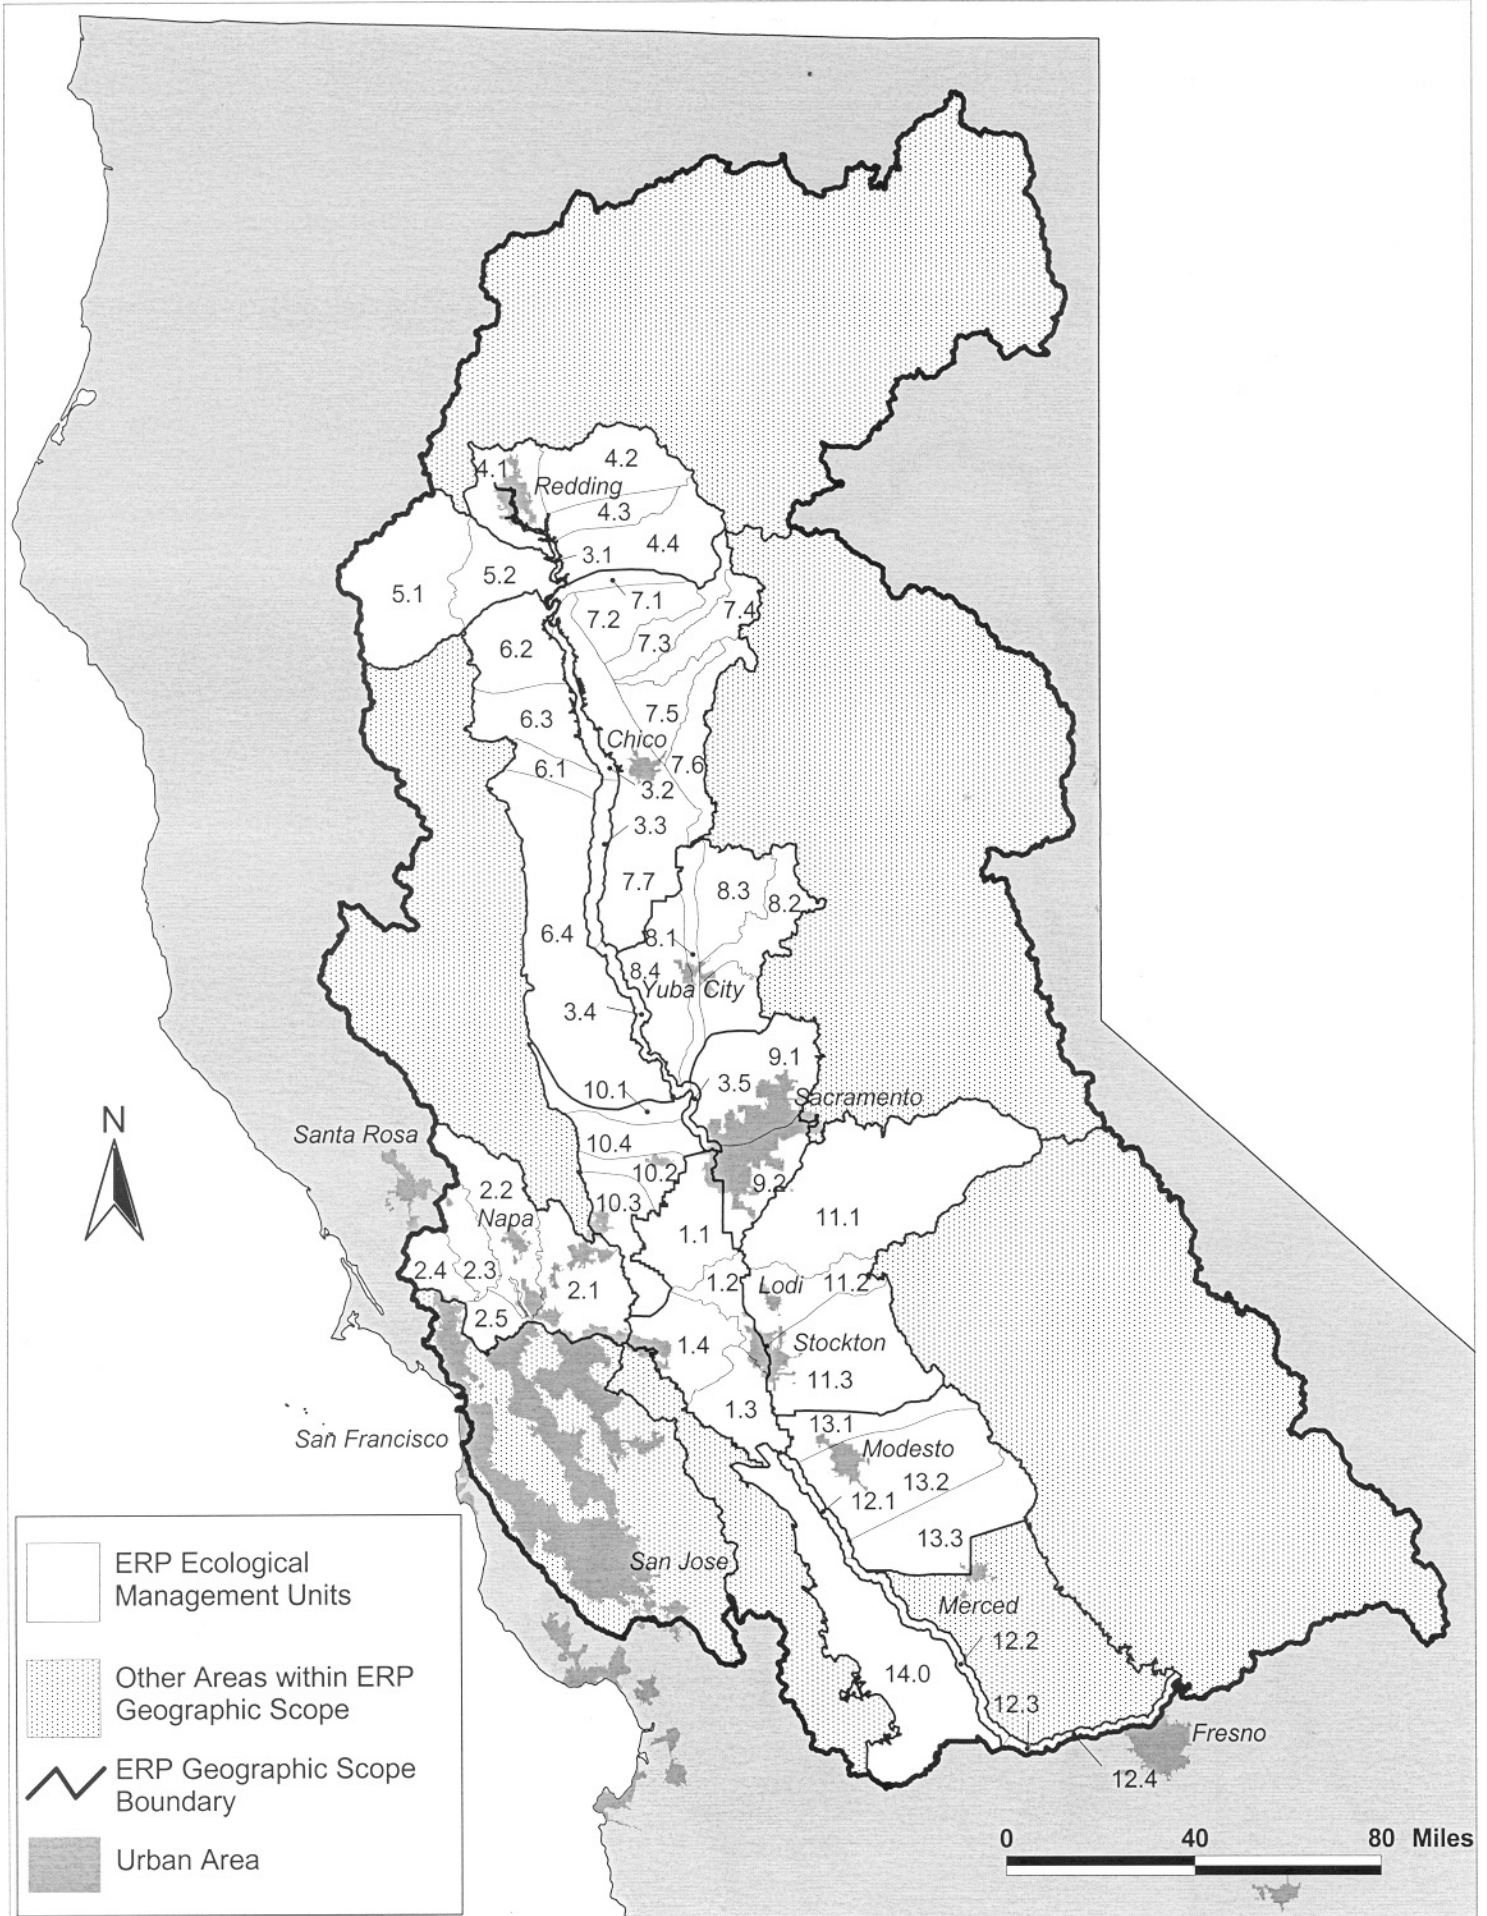 4.2
4.1
Redding
4.3
4.4
3.1
5.2
5.1
7.1
7.2
7.4
7.3
6.2
7.5
6.3
Chico
6.1
7.6
3.2
3.3
7.7
8.3
8.2
6.4
8.1
8.4
Yuba City
3.4
9.1
3.5
10.1
Sacramento
N
Santa Rosa
10.4
10.2
9.2
2.2
10.3
Napa
11.1
1.1
2.4
2.3
2.1
1.2
Lodi
11.2
2.5
1.4
Stockton
11.3
1.3
13.1
San Francisco
Modesto
13.2
12.1
13.3
San Jose
Merced
12.2
14.0
12.3
Fresno
12.4
ERP Ecological
Management Units
Other Areas within ERP
Geographic Scope
ERP Geographic Scope
Boundary
Urban Area
0 40 80 Miles